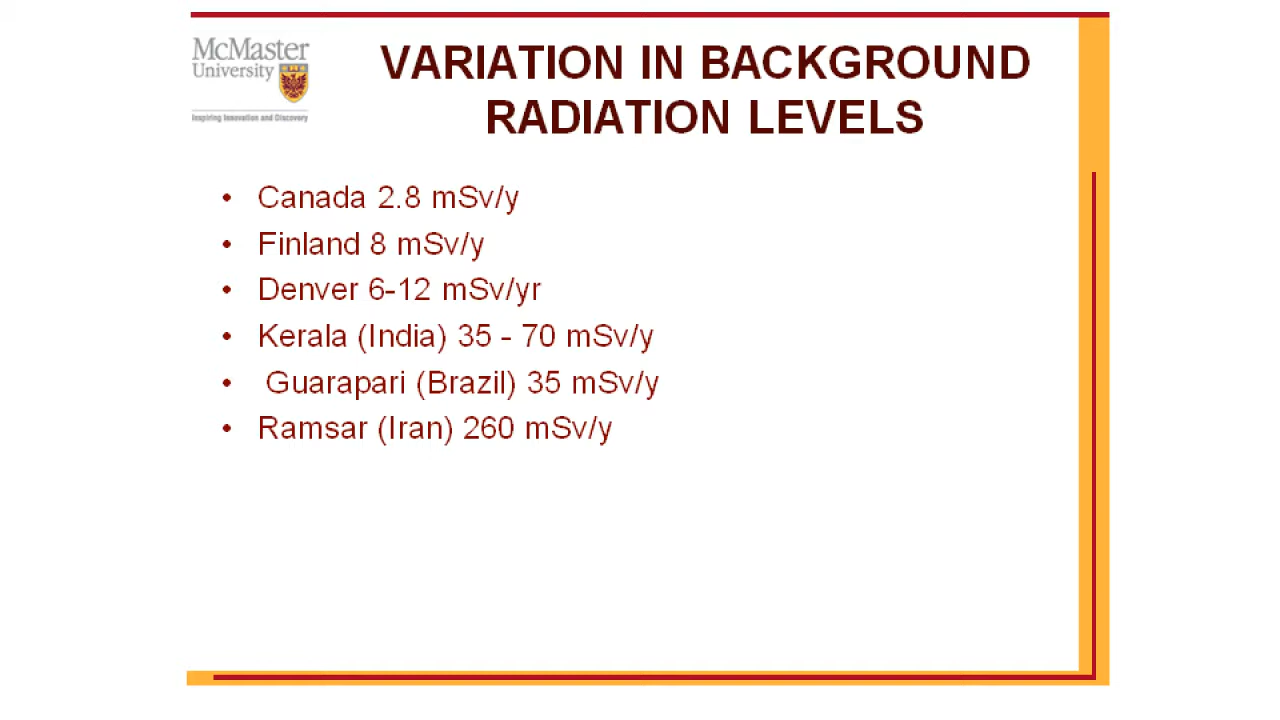 McMaster
University
Inspiring Innovation and Discovery
VARIATION IN BACKGROUND
RADIATION LEVELS
• Canada 2.8 mSv/y
• Finland 8 mSv/y
• Denver 6-12 mSv/yr
• Kerala (India) 35 - 70 mSv/y
• Guarapari (Brazil) 35 mSv/y
• Ramsar (Iran) 260 mSv/y